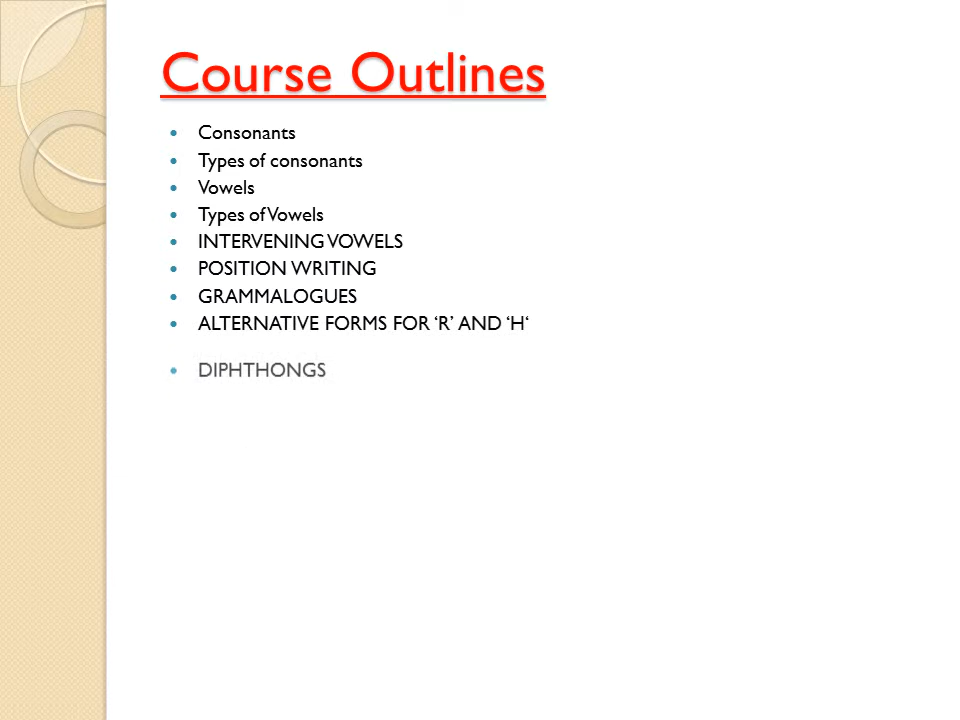 Course Outlines
Consonants
Types of consonants
Vowels
Types of Vowels
INTERVENING VOWELS
POSITION WRITING
GRAMMALOGUES
ALTERNATIVE FORMS FOR ‘R’ AND ‘H‘
DIPHTHONGS